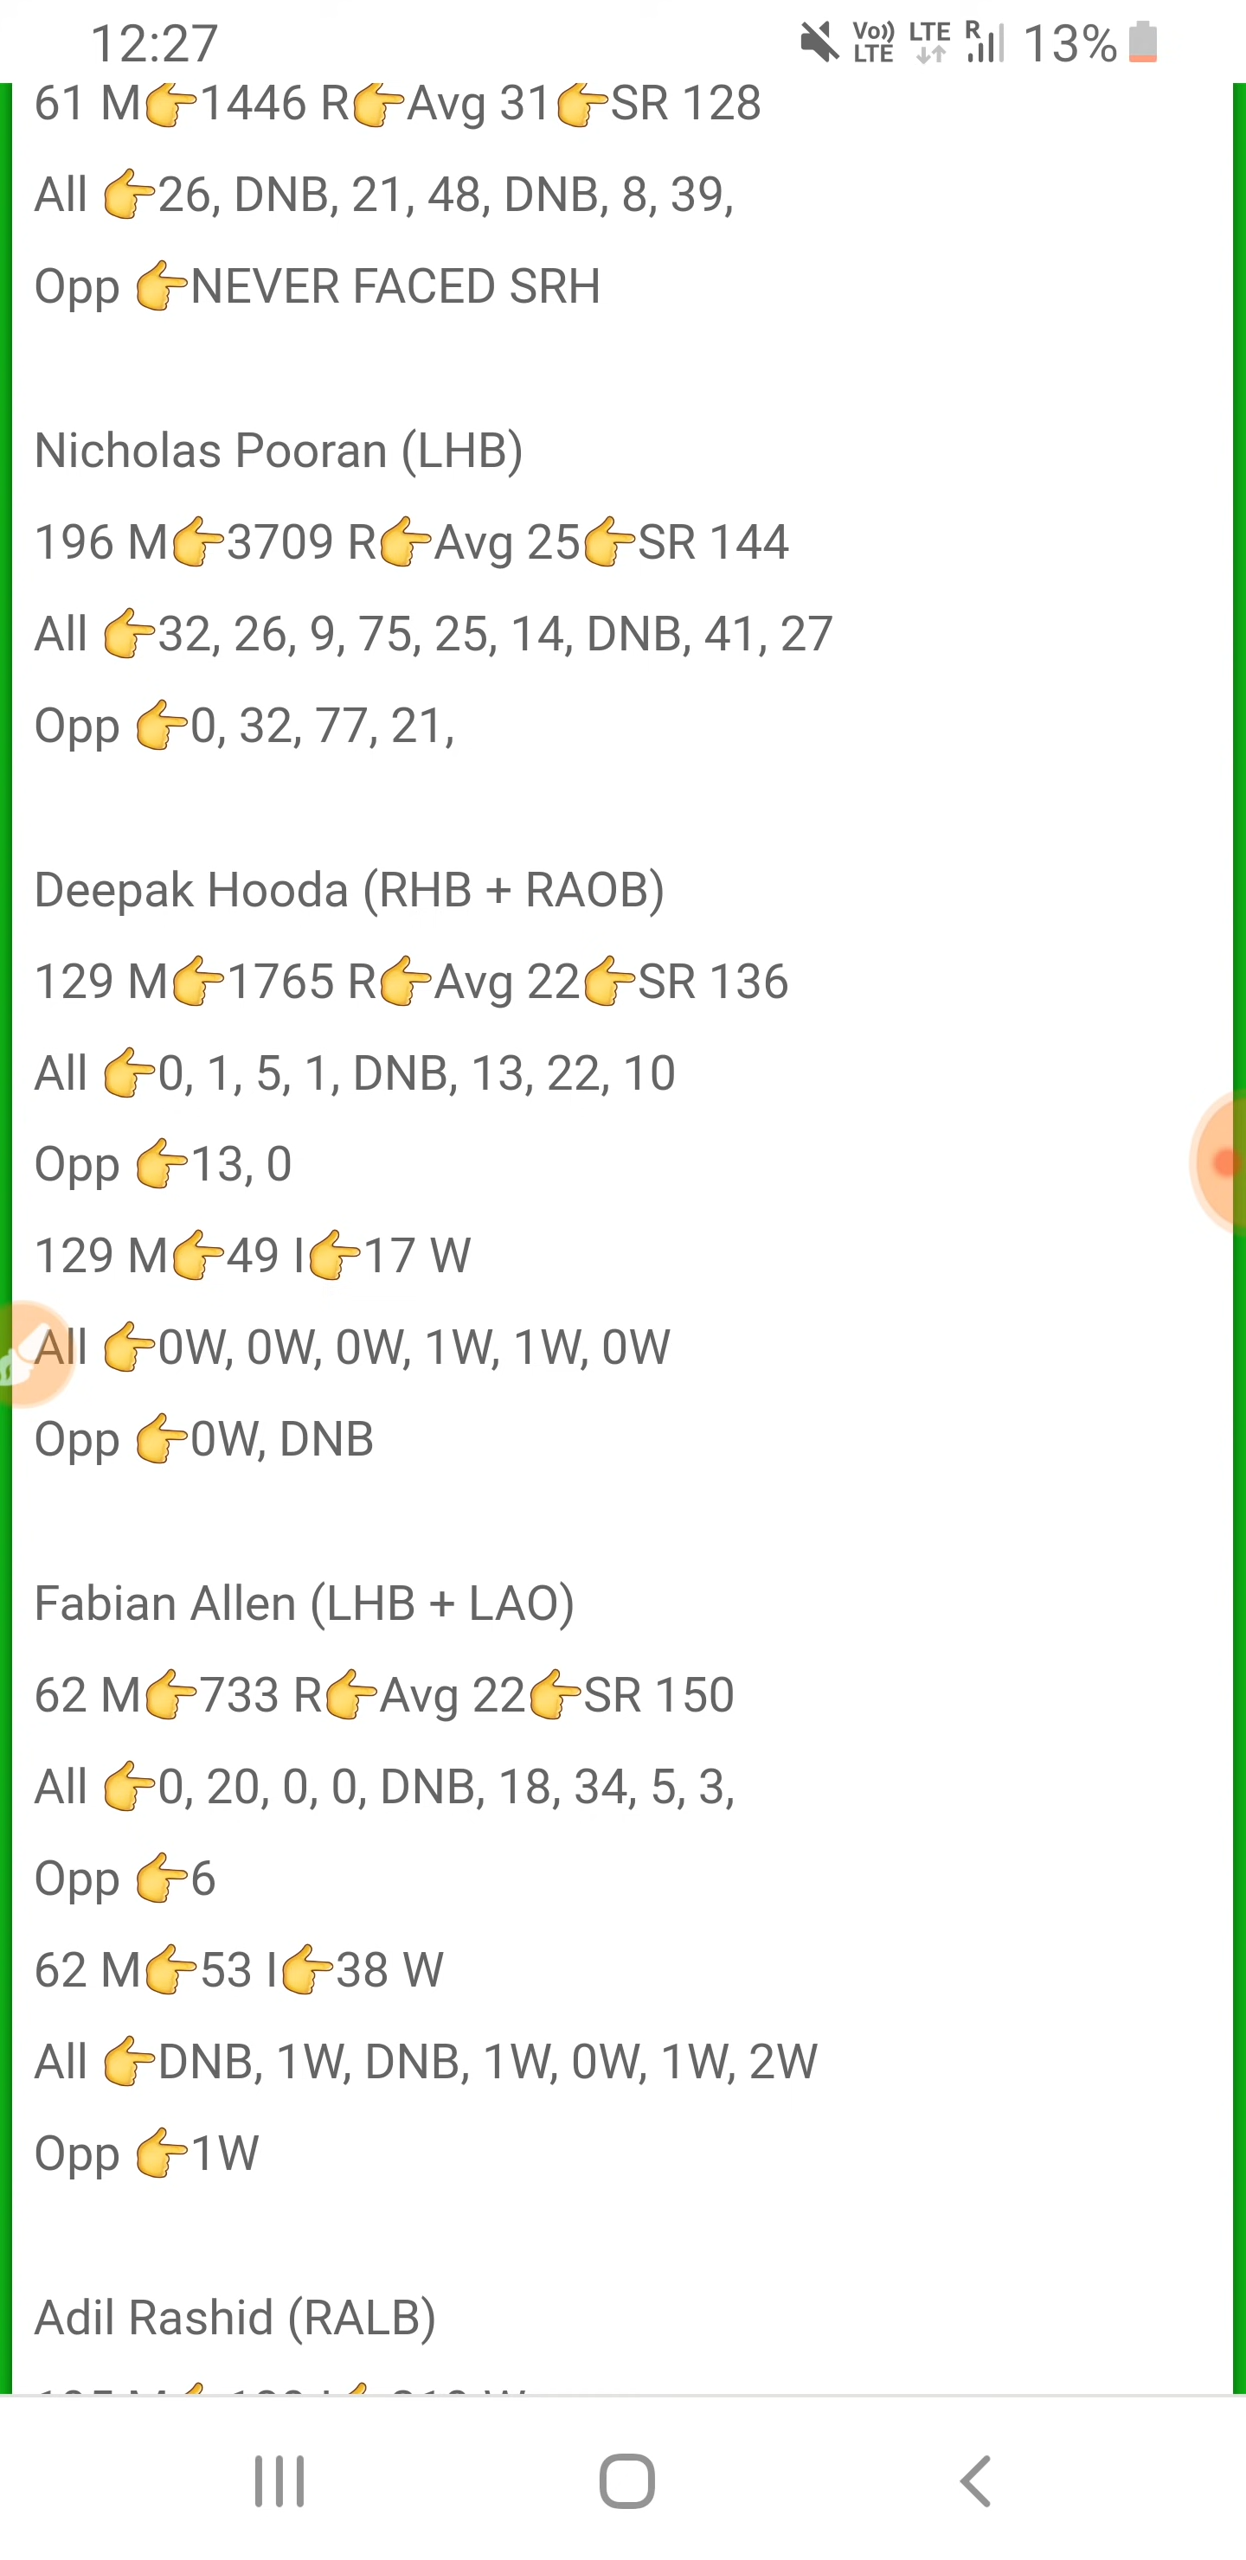 12:27 Vo)) LTE LTE R 13%
61 M👉1446 R👉Avg 31👉SR 128
All 👉26, DNB, 21, 48, DNB, 8, 39,
Opp 👉NEVER FACED SRH
Nicholas Pooran (LHB)
196 M👉3709 R👉Avg 25👉SR 144
All 👉32, 26, 9, 75, 25, 14, DNB, 41, 27
Opp 👉0, 32, 77, 21,
Deepak Hooda (RHB + RAOB)
129 M👉1765 R👉Avg 22👉SR 136
All 👉0, 1, 5, 1, DNB, 13, 22, 10
Opp 👉13, 0
129 M👉49 I👉17 W
All 👉0W, 0W, 0W, 1W, 1W, 0W
Opp 👉0W, DNB
Fabian Allen (LHB + LAO)
62 M👉733 R👉Avg 22👉SR 150
All 👉0, 20, 0, 0, DNB, 18, 34, 5, 3,
Opp 👉6
62 M👉53 I👉38 W
All 👉DNB, 1W, DNB, 1W, 0W, 1W, 2W
Opp 👉1W
Adil Rashid (RALB)